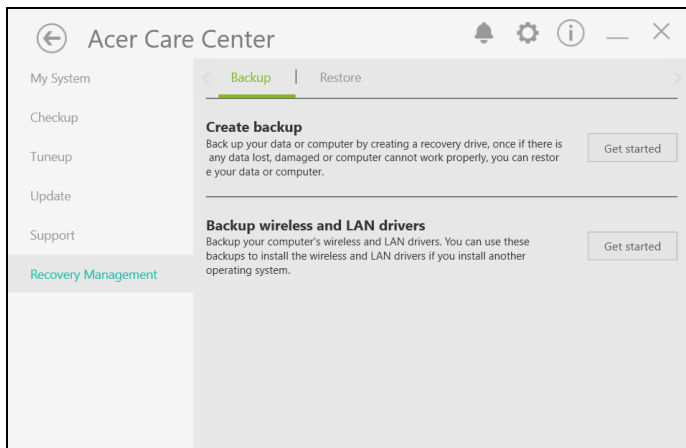 Acer Care Center
My System
Checkup
Tuneup
Update
Support
Recovery Management
Backup | Restore
Create backup
Back up your data or computer by creating a recovery drive, once if there is
any data lost, damaged or computer cannot work properly, you can restor
e your data or computer.
Get started
Backup wireless and LAN drivers
Backup your computer's wireless and LAN drivers. You can use these
backups to install the wireless and LAN drivers if you install another
operating system.
Get started